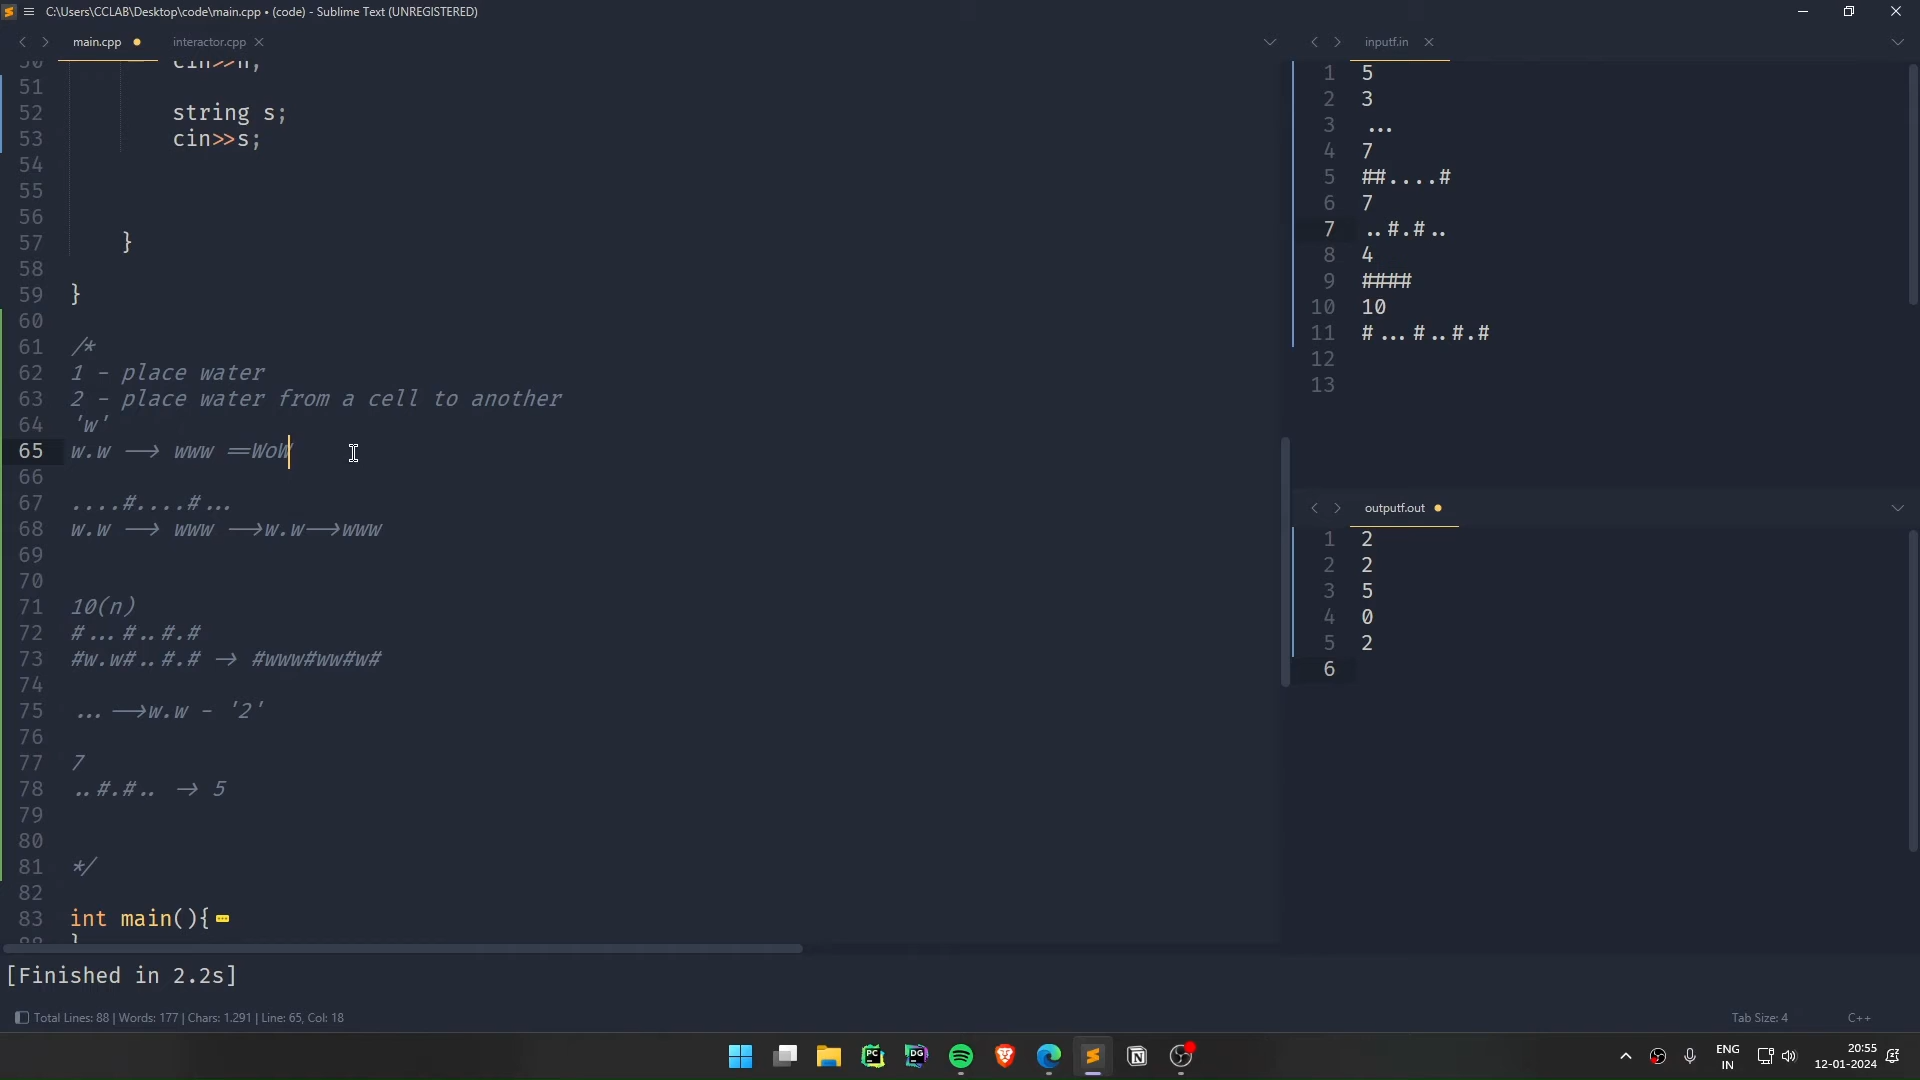 C:\Users\CCLAB\Desktop\code\main.cpp • (code) - Sublime Text (UNREGISTERED)
main.cpp
interactor.cpp
50 cin>>n;
51
52 string s;
53 cin>>s;
54
55
56
57 }
58
59 }
60
61 /*
62 1 - place water
63 2 - place water from a cell to another
64 'w'
65 w.w --> www ==WoW
66
67 ....#....#...
68 w.w --> www -->w.w-->www
69
70
71 10(n)
72 #...#..#.#
73 #w.w#..#.# -> #www#ww#w#
74
75 ...-->w.w - '2'
76
77 7
78 ..#.#.. -> 5
79
80
81 */
82
83 int main(){
88 }
[Finished in 2.2s]
Total Lines: 88 | Words: 177 | Chars: 1.291 | Line: 65, Col: 18
inputf.in
1 5
2 3
3 ...
4 7
5 ##....#
6 7
7 ..#.#..
8 4
9 ####
10 10
11 #...#..#.#
12
13
outputf.out
1 2
2 2
3 5
4 0
5 2
6
Tab Size: 4
C++
PC
DG
ENG
IN
20:55
12-01-2024